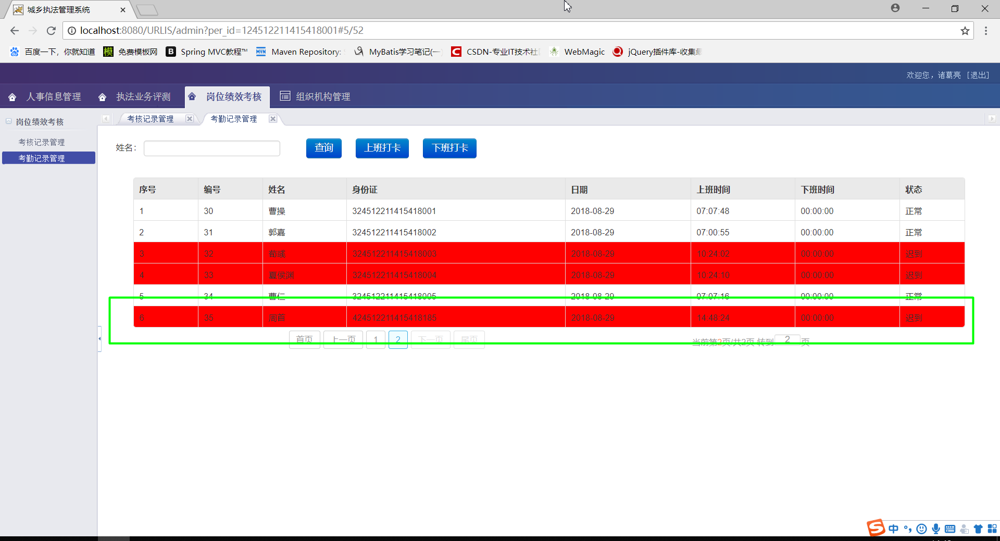 城乡执法管理系统
localhost:8080/URLIS/admin?per_id=124512211415418001#5/52
百度一下，你就知道 免费模板网 Spring MVC教程™ Maven Repository: MyBatis学习笔记(一 CSDN-专业IT技术社 WebMagic jQuery插件库-收集
欢迎您，诸葛亮 [退出]
人事信息管理 执法业务评测 岗位绩效考核 组织机构管理
岗位绩效考核
考核记录管理
考勤记录管理
考核记录管理 考勤记录管理
姓名： 查询 上班打卡 下班打卡
序号 编号 姓名 身份证 日期 上班时间 下班时间 状态
1 30 曹操 324512211415418001 2018-08-29 07:07:48 00:00:00 正常
2 31 郭嘉 324512211415418002 2018-08-29 07:00:55 00:00:00 正常
3 32 荀彧 324512211415418003 2018-08-29 10:24:02 00:00:00 迟到
4 33 夏侯渊 324512211415418004 2018-08-29 10:24:10 00:00:00 迟到
5 34 曹仁 324512211415418005 2018-08-29 07:07:16 00:00:00 正常
6 35 周首 424512211415418185 2018-08-29 14:48:24 00:00:00 迟到
首页 上一页 1 2 下一页 尾页 当前第2页/共2页 转到 2 页
中